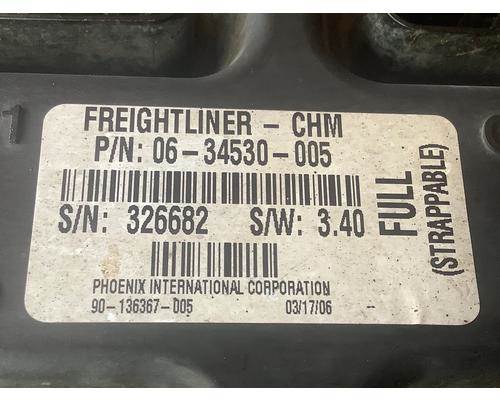 FREIGHTLINER - CHM
P/N: 06-34530-005
S/N: 326682 S/W: 3.40
PHOENIX INTERNATIONAL CORPORATION
90-136367-005 03/17/06
FULL
(STRAPPABLE)
1